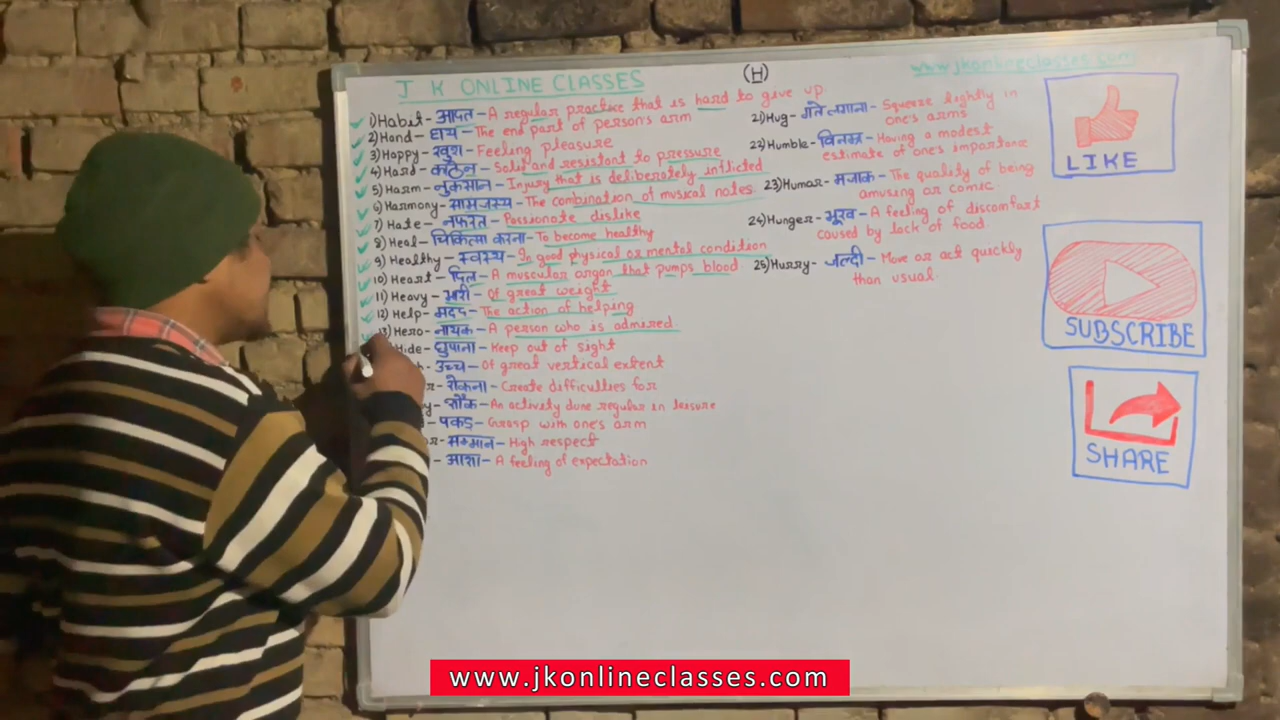 J K ONLINE CLASSES
(H)
www.jkonlineclasses.com
1) Habit - आदत - A regular practice that is hard to give up
2) Hand - हाथ - The end part of person's arm
3) Happy - खुश - Feeling pleasure
4) Hard - कठिन - Solid and resistant to pressure
5) Harm - नुकसान - Injury that is deliberately inflicted
6) Harmony - सामंजस्य - The combination of musical notes
7) Hate - नफरत - Passionate dislike
8) Heal - चिकित्सा करना - To become healthy
9) Healthy - स्वस्थ - In good physical or mental condition
10) Heart - दिल - A muscular organ that pumps blood
11) Heavy - भारी - Of great weight
12) Help - मदद - The action of helping
13) Hero - नायक - A person who is admired
Hide - छुपाना - Keep out of sight
h - उच्च - Of great vertical extent
r - रोकना - Create difficulties for
y - शौक - An activety done regular in leisure
- पकड़ - Grasp with one's arm
or - सम्मान - High respect
- आशा - A feeling of expectation
21) Hug - गले लगाना - Squeeze tightly in
one's arms
23) Humble - विनम्र - Having a modest
estimate of one's importance
23) Humar - मजाक - The quality of being
amusing or comic
24) Hunger - भूख - A feeling of discomfort
caused by lack of food.
25) Hurry - जल्दी - Move or act quickly
than usual.
LIKE
SUBSCRIBE
SHARE
www.jkonlineclasses.com